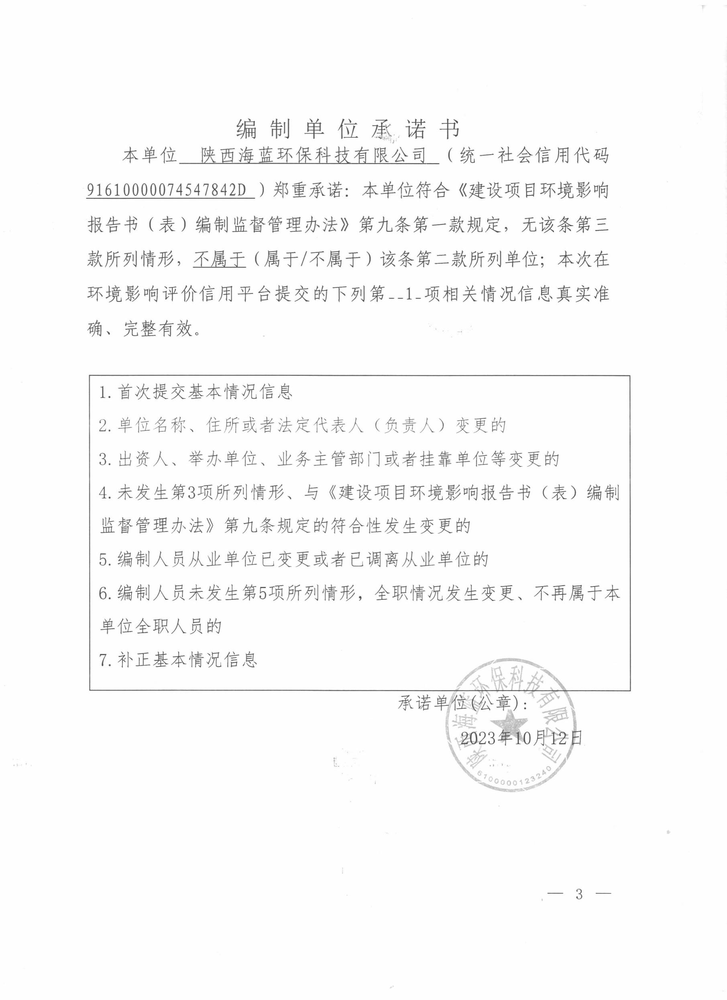 编制单位承诺书
本单位 陕西海蓝环保科技有限公司 （统一社会信用代码
91610000074547842D ）郑重承诺：本单位符合《建设项目环境影响
报告书（表）编制监督管理办法》第九条第一款规定，无该条第三
款所列情形，不属于（属于/不属于）该条第二款所列单位；本次在
环境影响评价信用平台提交的下列第--1-项相关情况信息真实准
确、完整有效。
1. 首次提交基本情况信息
2. 单位名称、住所或者法定代表人（负责人）变更的
3. 出资人、举办单位、业务主管部门或者挂靠单位等变更的
4. 未发生第3项所列情形、与《建设项目环境影响报告书（表）编制
监督管理办法》第九条规定的符合性发生变更的
5. 编制人员从业单位已变更或者已调离从业单位的
6. 编制人员未发生第5项所列情形，全职情况发生变更、不再属于本
单位全职人员的
7. 补正基本情况信息
承诺单位(公章)：
2023年10月12日
陕西海蓝环保科技有限公司
6100000123240
— 3 —